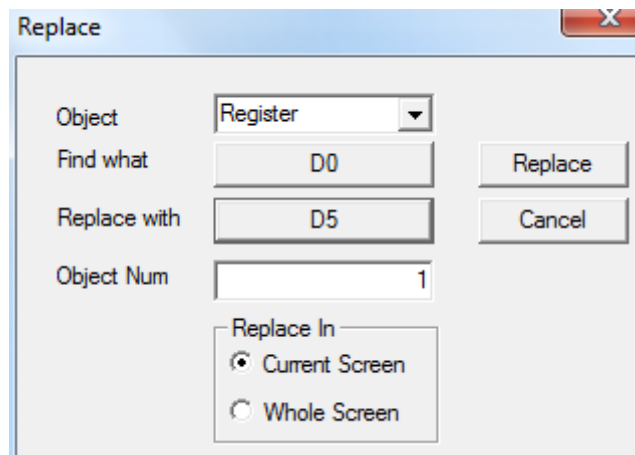 Replace
Object Register
Find what D0 Replace
Replace with D5 Cancel
Object Num 1
Replace In
Current Screen
Whole Screen